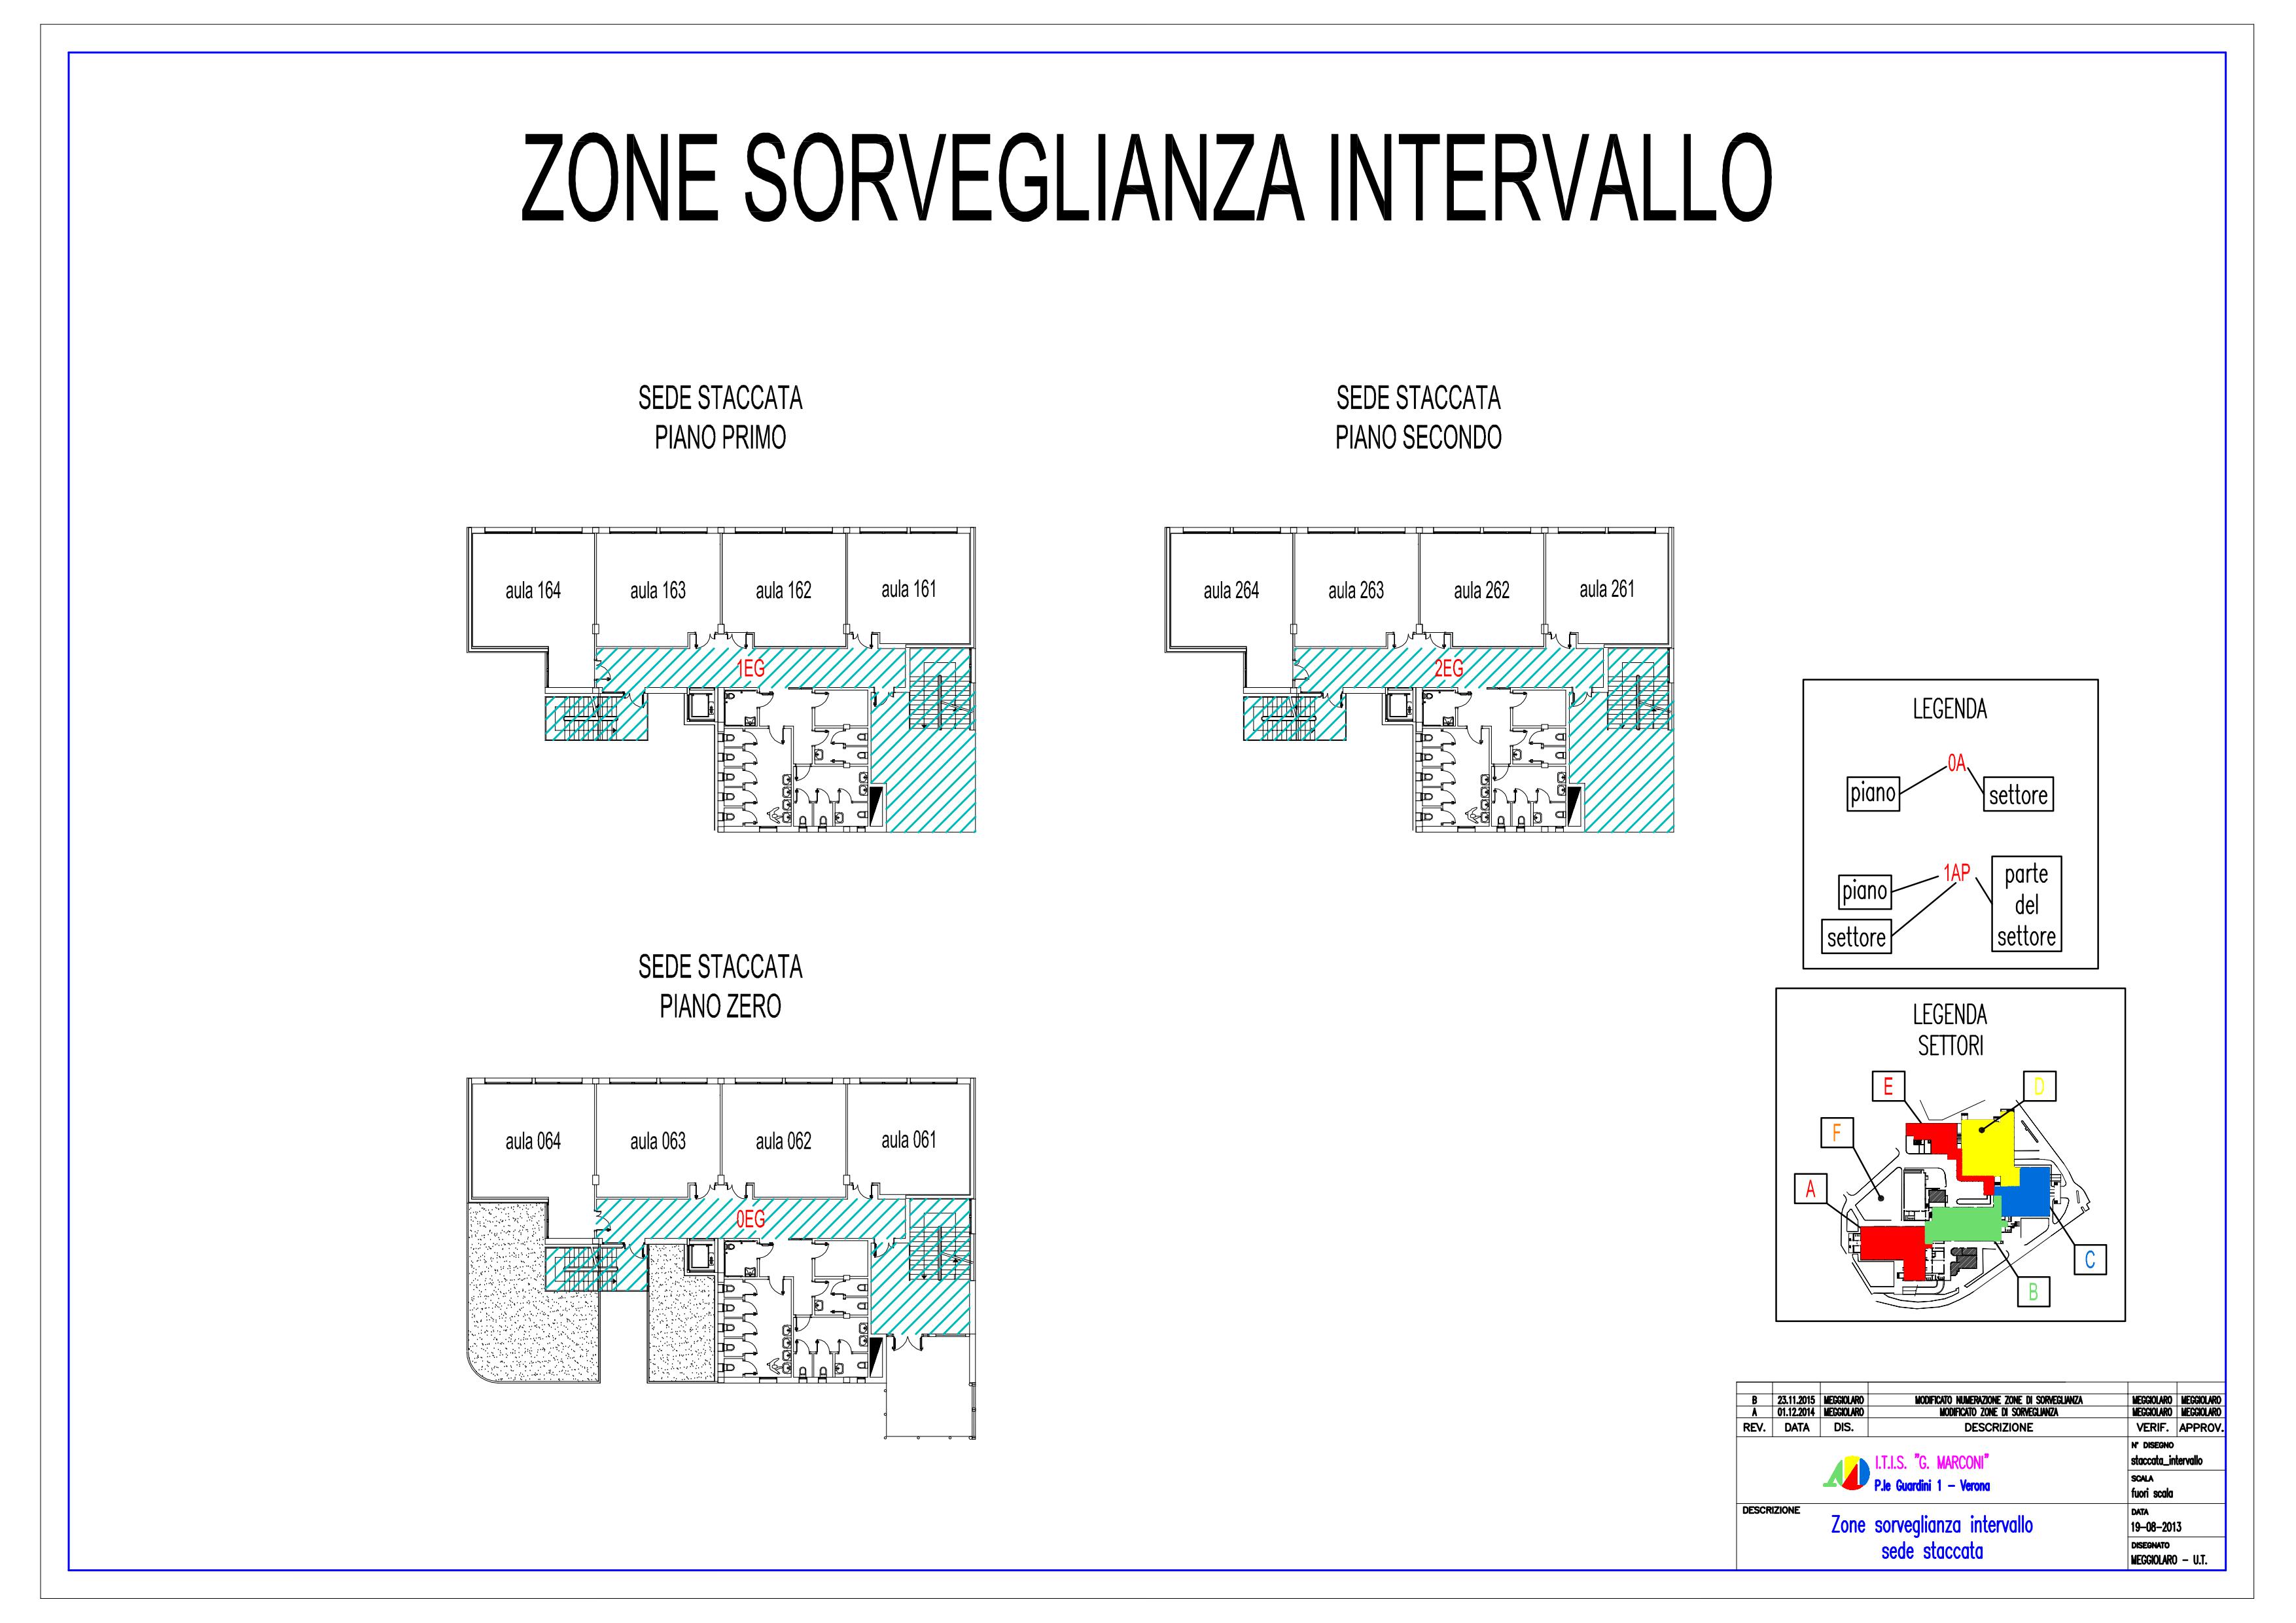 ZONE SORVEGLIANZA INTERVALLO
SEDE STACCATA
PIANO PRIMO
aula 164
aula 163
aula 162
aula 161
1EG
SEDE STACCATA
PIANO SECONDO
aula 264
aula 263
aula 262
aula 261
2EG
SEDE STACCATA
PIANO ZERO
aula 064
aula 063
aula 062
aula 061
0EG
LEGENDA
0A
piano
settore
1AP
piano
settore
parte
del
settore
LEGENDA
SETTORI
E
D
F
A
C
B
B 23.11.2015 MEGGIOLARO MODIFICATO NUMERAZIONE ZONE DI SORVEGLIANZA MEGGIOLARO MEGGIOLARO
A 01.12.2014 MEGGIOLARO MODIFICATO ZONE DI SORVEGLIANZA MEGGIOLARO MEGGIOLARO
REV. DATA DIS. DESCRIZIONE VERIF. APPROV.
I.T.I.S. "G. MARCONI"
P.le Guardini 1 - Verona
DESCRIZIONE
Zone sorveglianza intervallo
sede staccata
N° DISEGNO
staccata_intervallo
SCALA
fuori scala
DATA
19-08-2013
DISEGNATO
MEGGIOLARO - U.T.